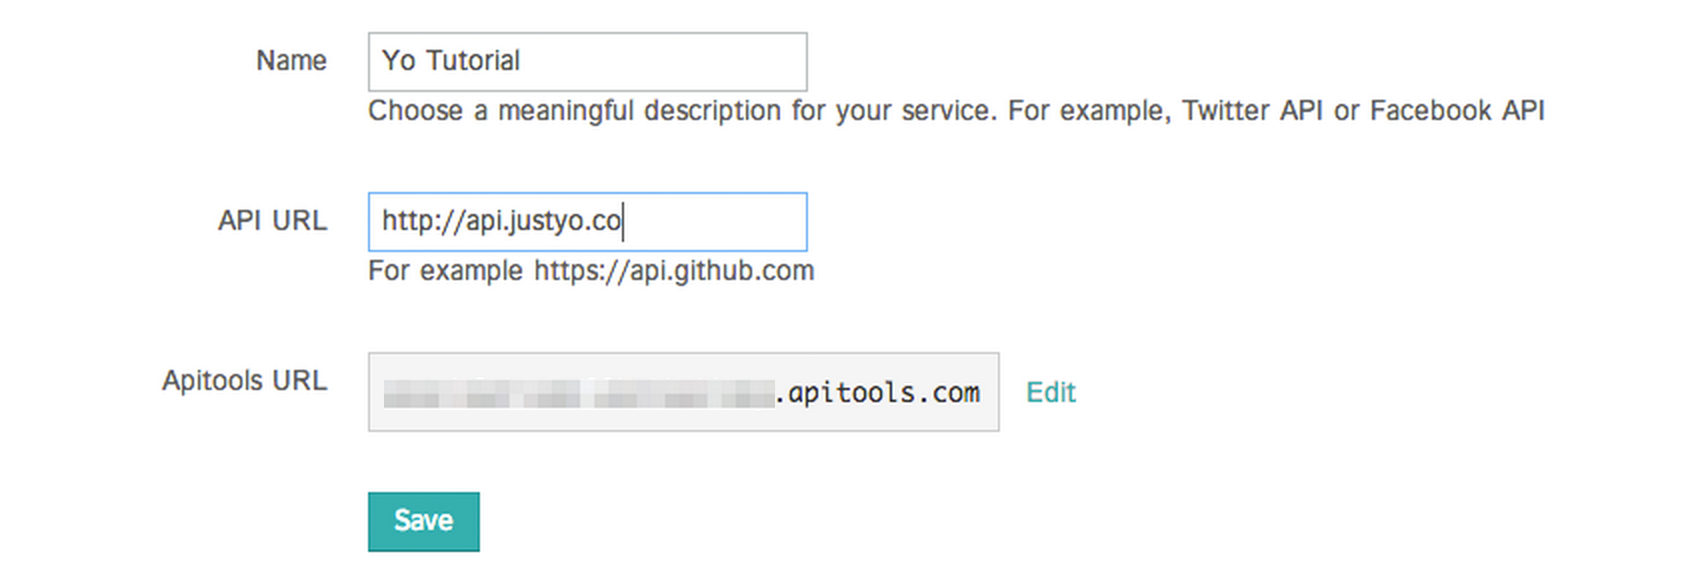 Name
Yo Tutorial
Choose a meaningful description for your service. For example, Twitter API or Facebook API
API URL
http://api.justyo.co
For example https://api.github.com
Apitools URL
.apitools.com
Edit
Save